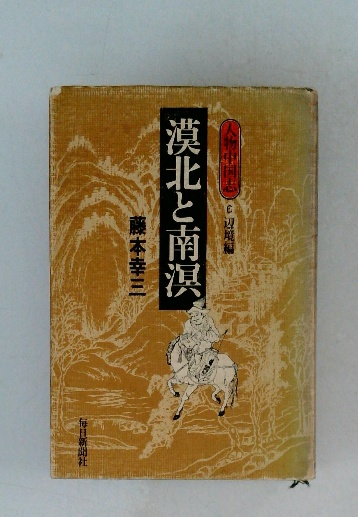 人物中国志
6 辺境編
漠北と南溟
藤本幸三
毎日新聞社